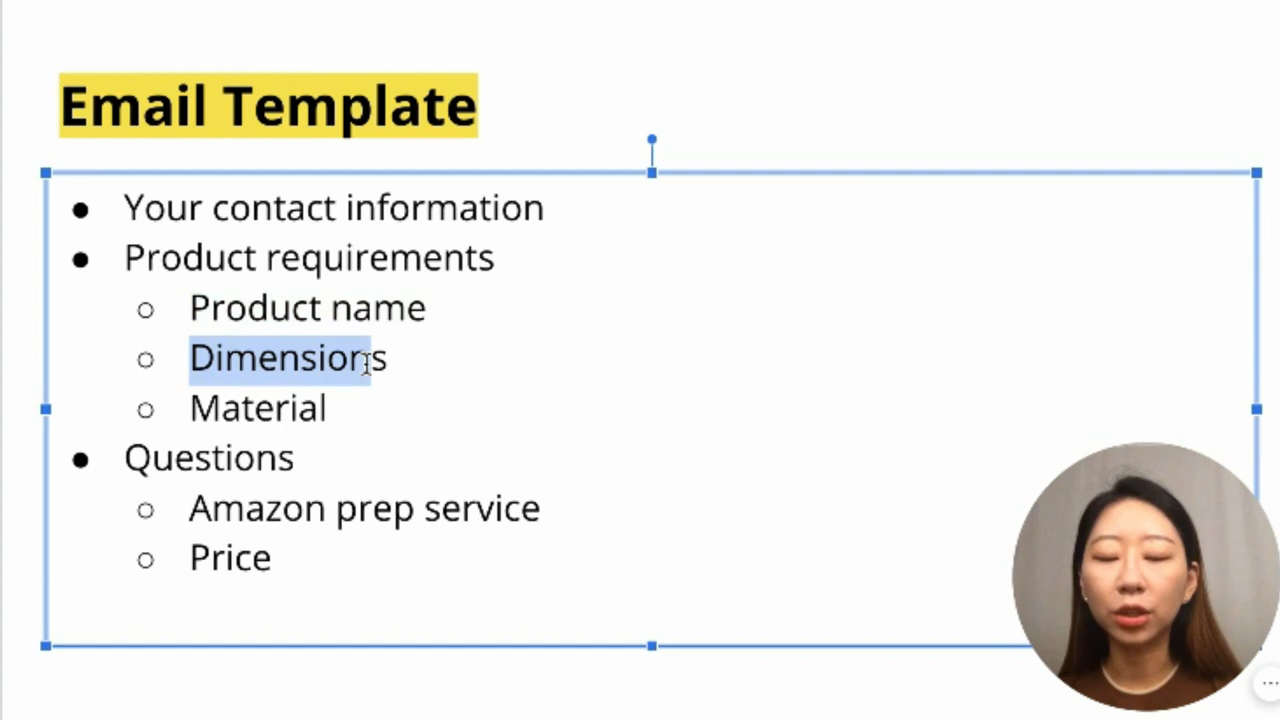 Email Template
● Your contact information
● Product requirements
○ Product name
○ Dimensions
○ Material
● Questions
○ Amazon prep service
○ Price